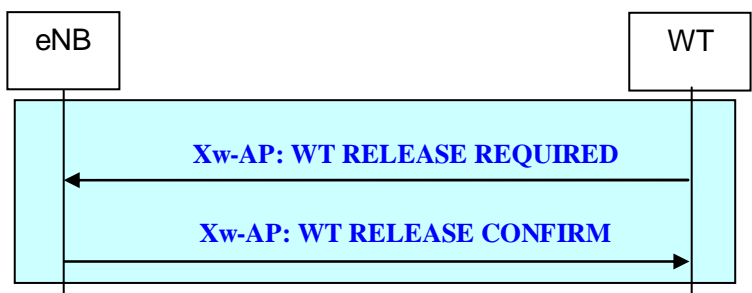 eNB
WT
Xw-AP: WT RELEASE REQUIRED
Xw-AP: WT RELEASE CONFIRM